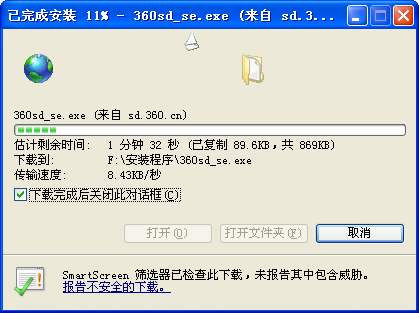 已完成安装 11% - 360sd_se.exe (来自 sd.3...
360sd_se.exe (来自 sd.360.cn)
估计剩余时间: 1 分钟 32 秒 (已复制 89.6KB，共 869KB)
下载到: F:\安装程序\360sd_se.exe
传输速度: 8.43KB/秒
下载完成后关闭此对话框(C)
打开(O) 打开文件夹(F) 取消
SmartScreen 筛选器已检查此下载，未报告其中包含威胁。
报告不安全的下载。